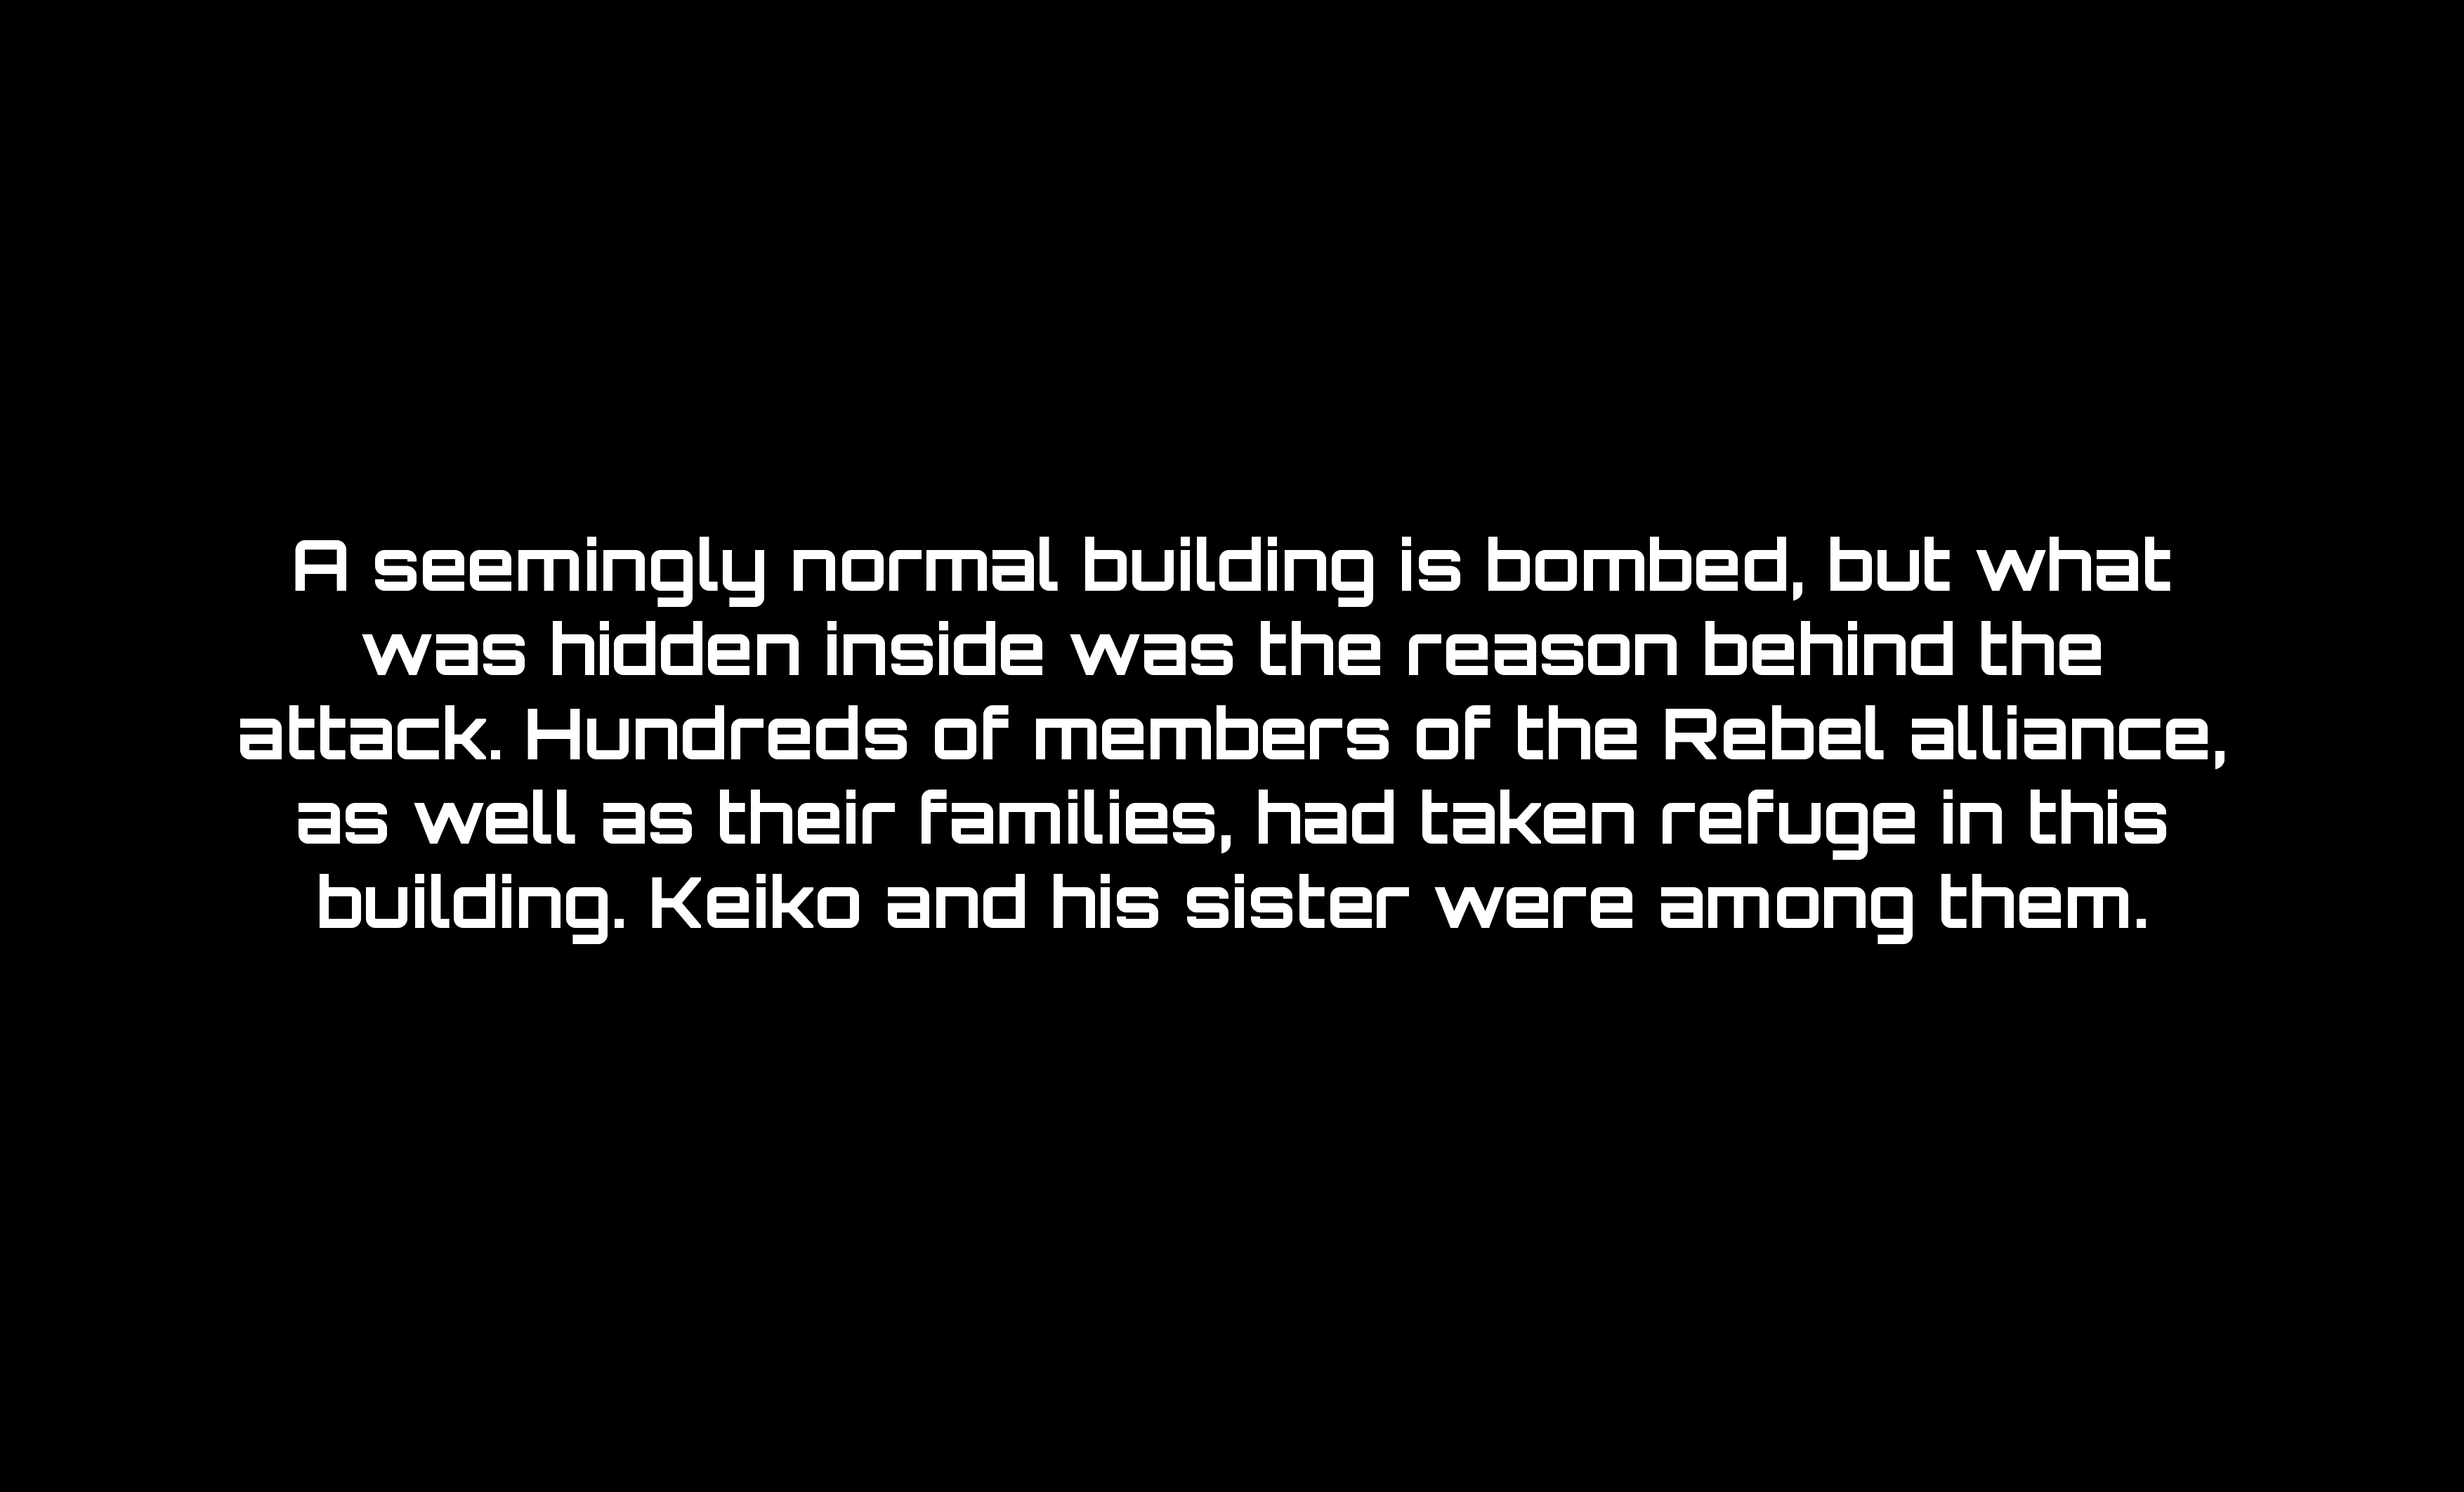 A seemingly normal building is bombed, but what
was hidden inside was the reason behind the
attack. Hundreds of members of the Rebel alliance,
as well as their families, had taken refuge in this
building. Keiko and his sister were among them.